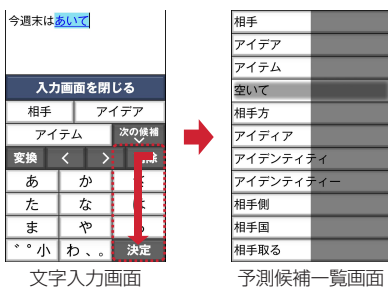 今週末はあいて
入力画面を閉じる
相手 アイデア
アイテム 次の候補
変換 < > 削除
あ か さ
た な は
ま や ら
゛゜小 わ、。 決定
文字入力画面
相手
アイデア
アイテム
空いて
相手方
アイディア
アイデンティティ
アイデンティティー
相手側
相手国
相手取る
予測候補一覧画面